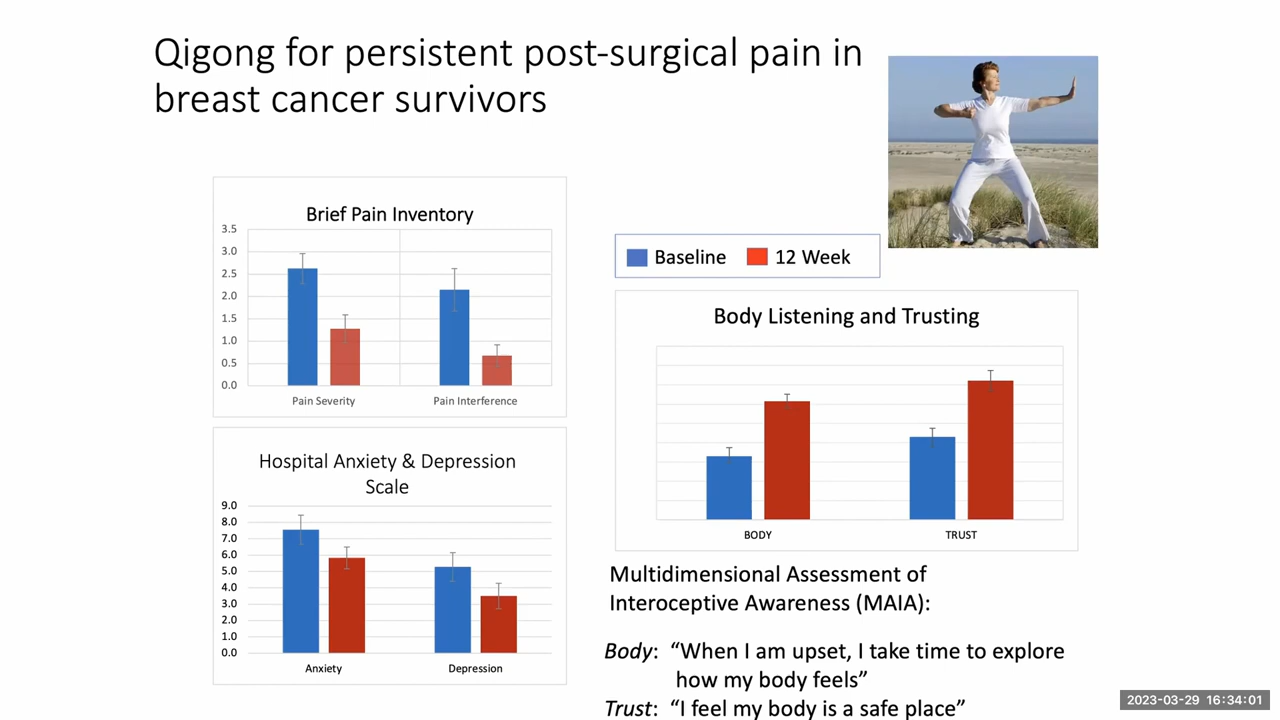 Qigong for persistent post-surgical pain in
breast cancer survivors
Brief Pain Inventory
3.5
3.0
2.5
2.0
1.5
1.0
0.5
0.0
Pain Severity
Pain Interference
Hospital Anxiety & Depression
Scale
9.0
8.0
7.0
6.0
5.0
4.0
3.0
2.0
1.0
0.0
Anxiety
Depression
Baseline
12 Week
Body Listening and Trusting
BODY
TRUST
Multidimensional Assessment of
Interoceptive Awareness (MAIA):
Body: “When I am upset, I take time to explore
how my body feels”
Trust: “I feel my body is a safe place”
2023-03-29 16:34:01